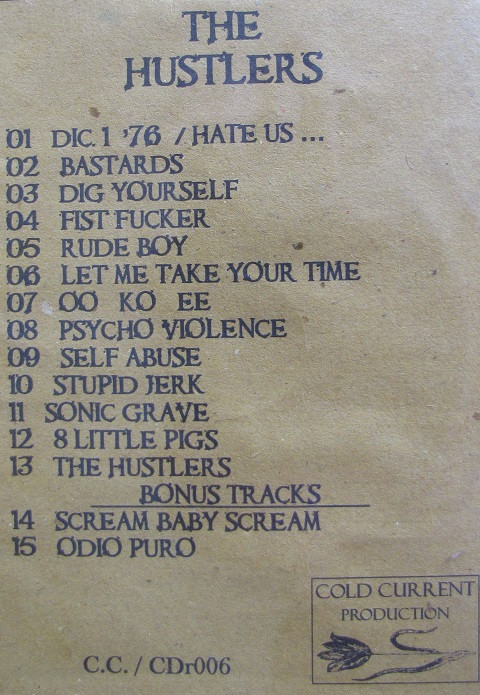 THE
HUSTLERS
01 DIC. 1 '76 / HATE US ...
02 BASTARDS
03 DIG YOURSELF
04 FIST FUCKER
05 RUDE BOY
06 LET ME TAKE YOUR TIME
07 OO KO EE
08 PSYCHO VIOLENCE
09 SELF ABUSE
10 STUPID JERK
11 SONIC GRAVE
12 8 LITTLE PIGS
13 THE HUSTLERS
BONUS TRACKS
14 SCREAM BABY SCREAM
15 ODIO PURO
COLD CURRENT
PRODUCTION
C.C. / CDr006